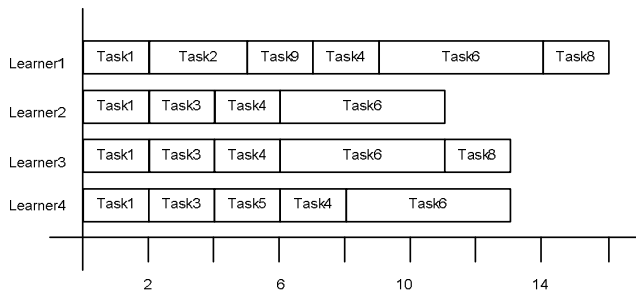 Learner1 Task1 Task2 Task9 Task4 Task6 Task8
Learner2 Task1 Task3 Task4 Task6
Learner3 Task1 Task3 Task4 Task6 Task8
Learner4 Task1 Task3 Task5 Task4 Task6
2 6 10 14